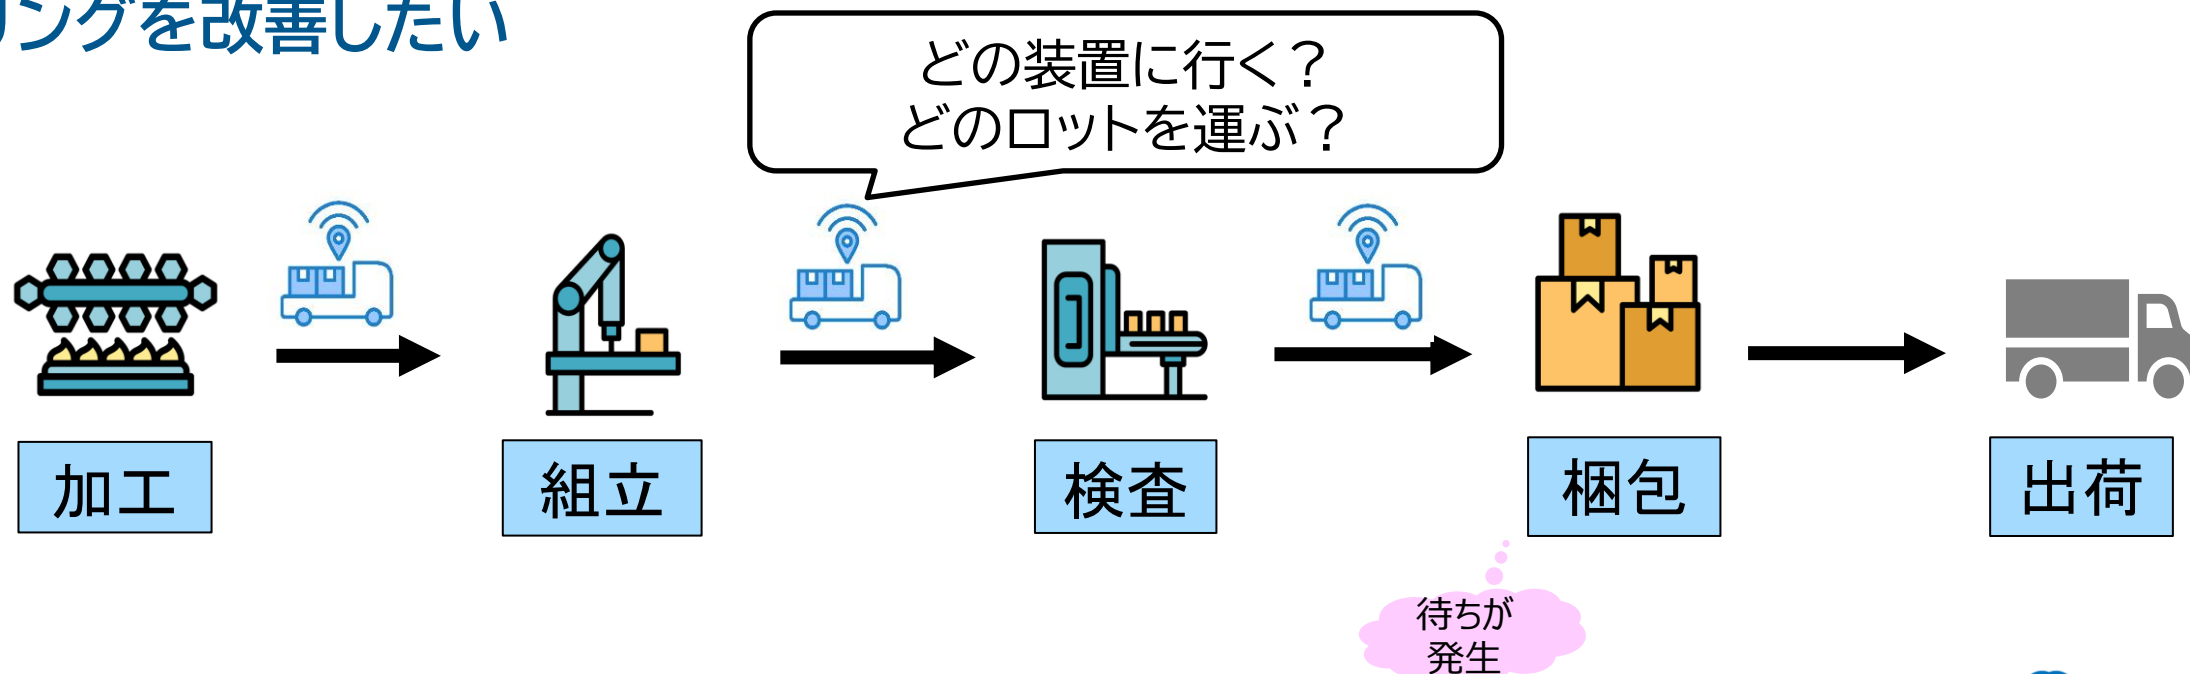 リングを改善したい
どの装置に行く？
どのロットを運ぶ？
加工
組立
検査
梱包
出荷
待ちが
発生